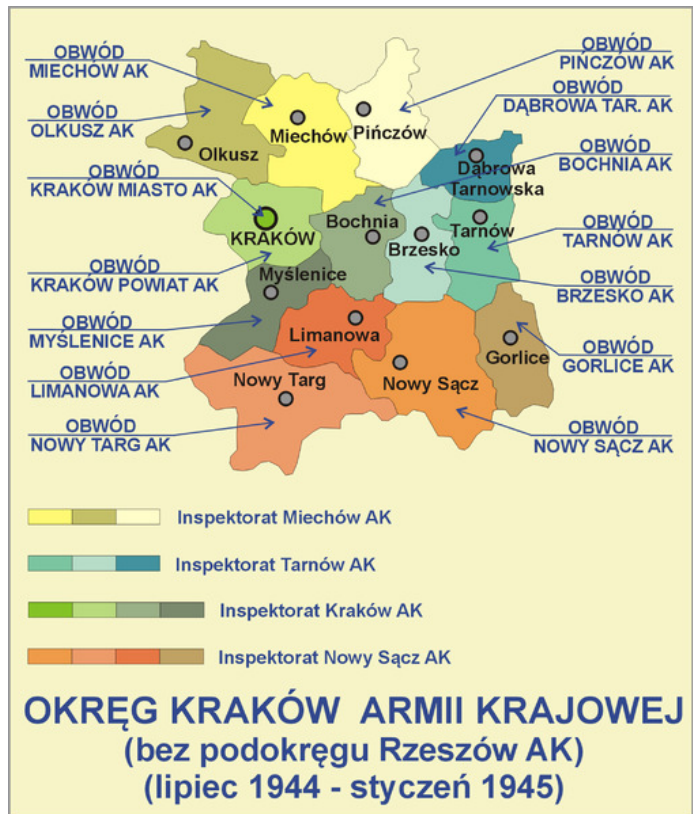 OBWÓD
MIECHÓW AK
OBWÓD
OLKUSZ AK
OBWÓD
KRAKÓW MIASTO AK
OBWÓD
KRAKÓW POWIAT AK
OBWÓD
MYŚLENICE AK
OBWÓD
LIMANOWA AK
OBWÓD
NOWY TARG AK
OBWÓD
PIŃCZÓW AK
OBWÓD
DĄBROWA TAR. AK
OBWÓD
BOCHNIA AK
OBWÓD
TARNÓW AK
OBWÓD
BRZESKO AK
OBWÓD
GORLICE AK
OBWÓD
NOWY SĄCZ AK
Miechów
Pińczów
Olkusz
Dąbrowa
Tarnowska
KRAKÓW
Bochnia
Brzesko
Tarnów
Myślenice
Limanowa
Gorlice
Nowy Targ
Nowy Sącz
Inspektorat Miechów AK
Inspektorat Tarnów AK
Inspektorat Kraków AK
Inspektorat Nowy Sącz AK
OKRĘG KRAKÓW ARMII KRAJOWEJ
(bez podokręgu Rzeszów AK)
(lipiec 1944 - styczeń 1945)